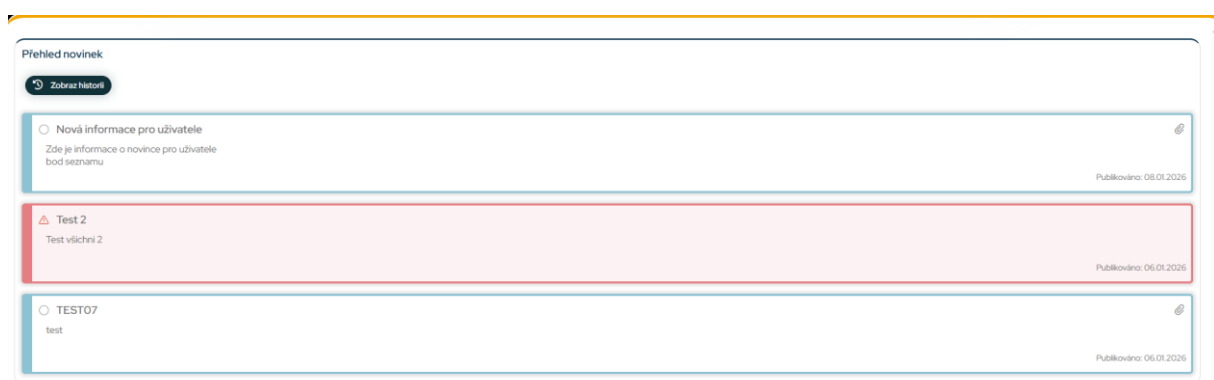 Přehled novinek
Zobraz historii
Nová informace pro uživatele
Zde je informace o novince pro uživatele
bod seznamu
Publikováno: 08.01.2026
Test 2
Test všichni 2
Publikováno: 06.01.2026
TEST07
test
Publikováno: 06.01.2026